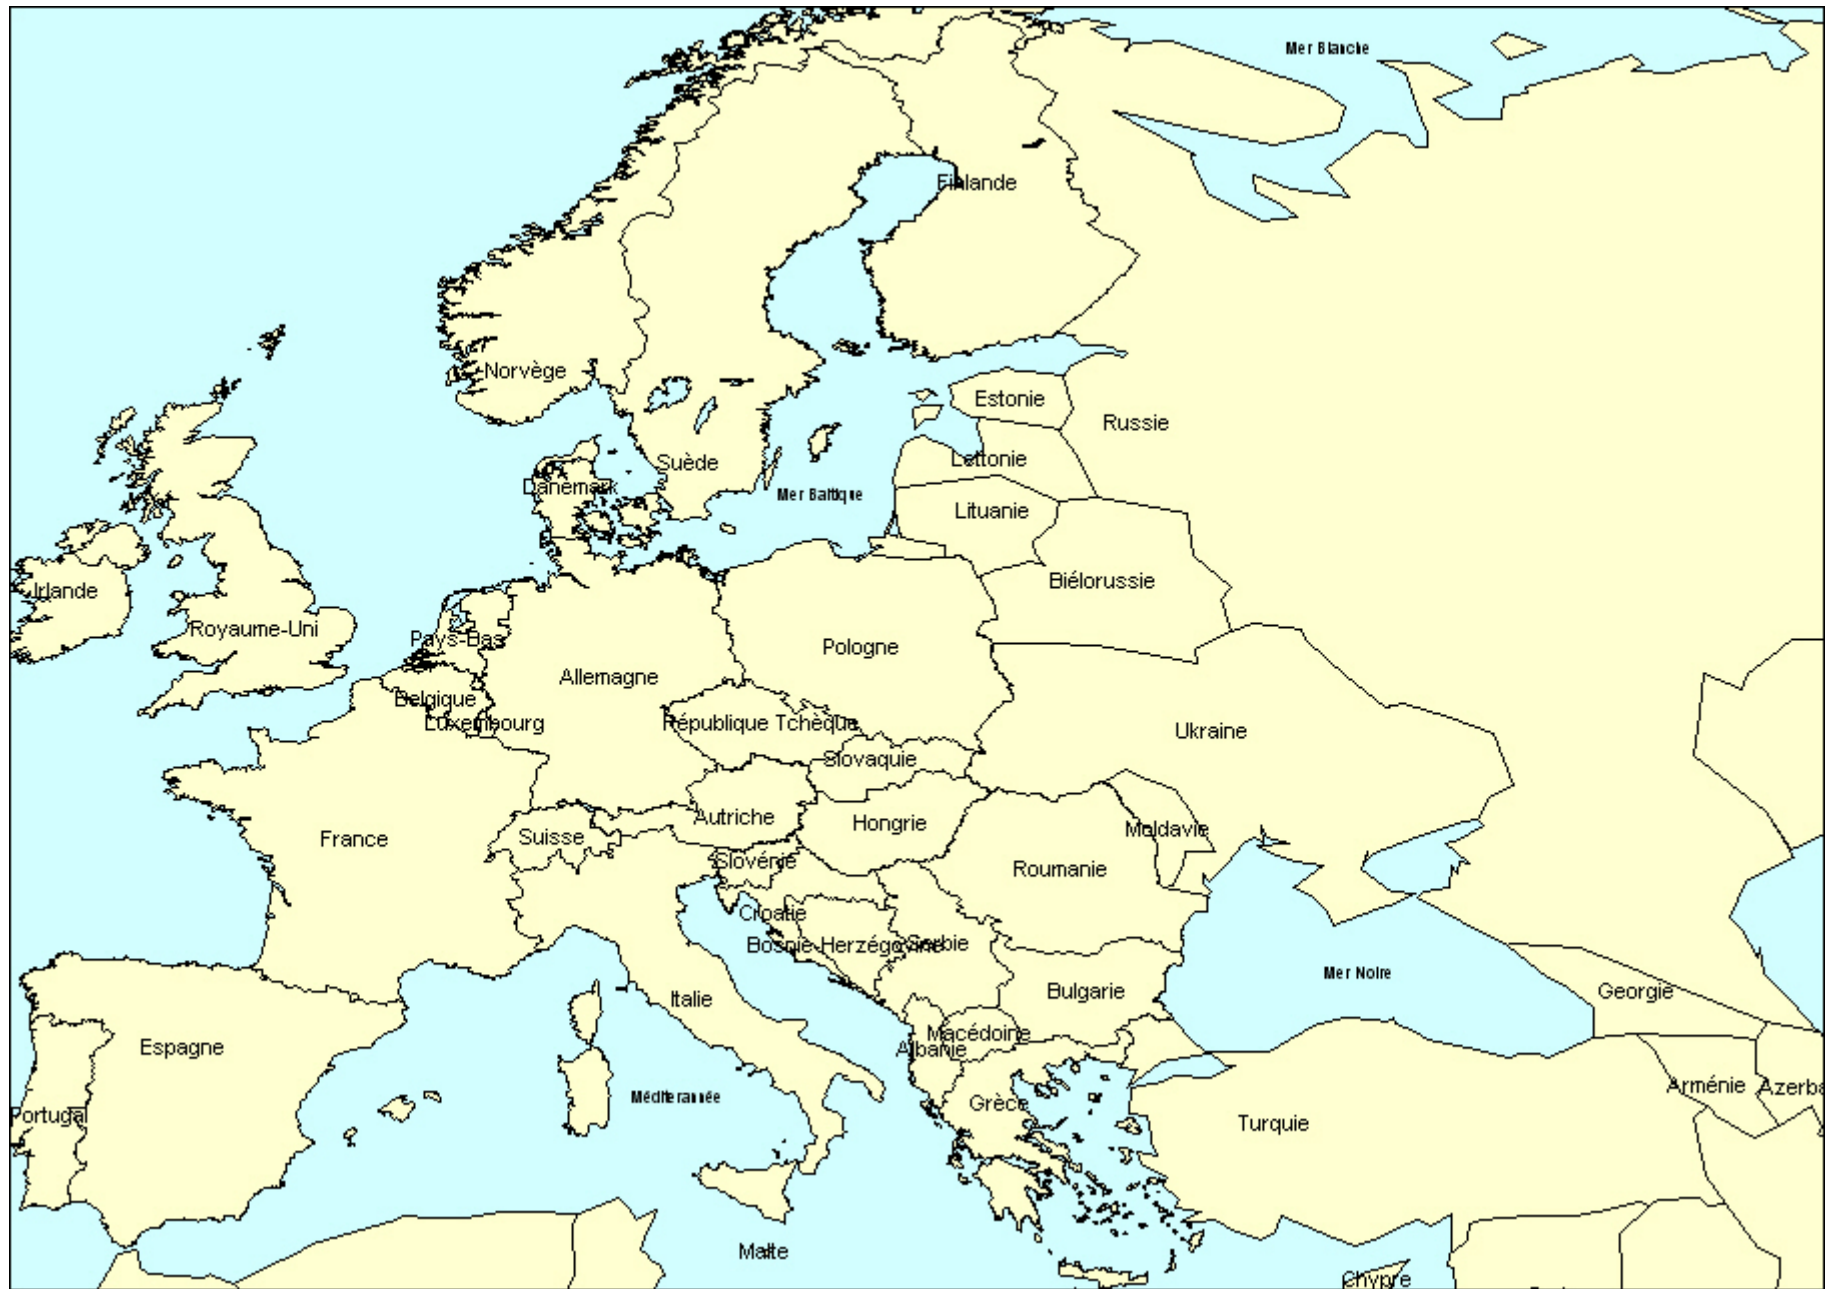 Mer Blanche
Finlande
Norvège
Estonie
Russie
Lettonie
Suède
Danemark
Mer Baltique
Lituanie
Biélorussie
Irlande
Royaume-Uni
Pays-Bas
Pologne
Allemagne
Belgique
Luxembourg
République Tchèque
Ukraine
Slovaquie
Autriche
Hongrie
Moldavie
Suisse
France
Slovénie
Roumanie
Croatie
Bosnie-Herzégovine
Serbie
Mer Noire
Bulgarie
Georgie
Italie
Macédoine
Espagne
Albanie
Arménie
Azerba
Méditerannée
Grèce
Portugal
Turquie
Malte
Chypre